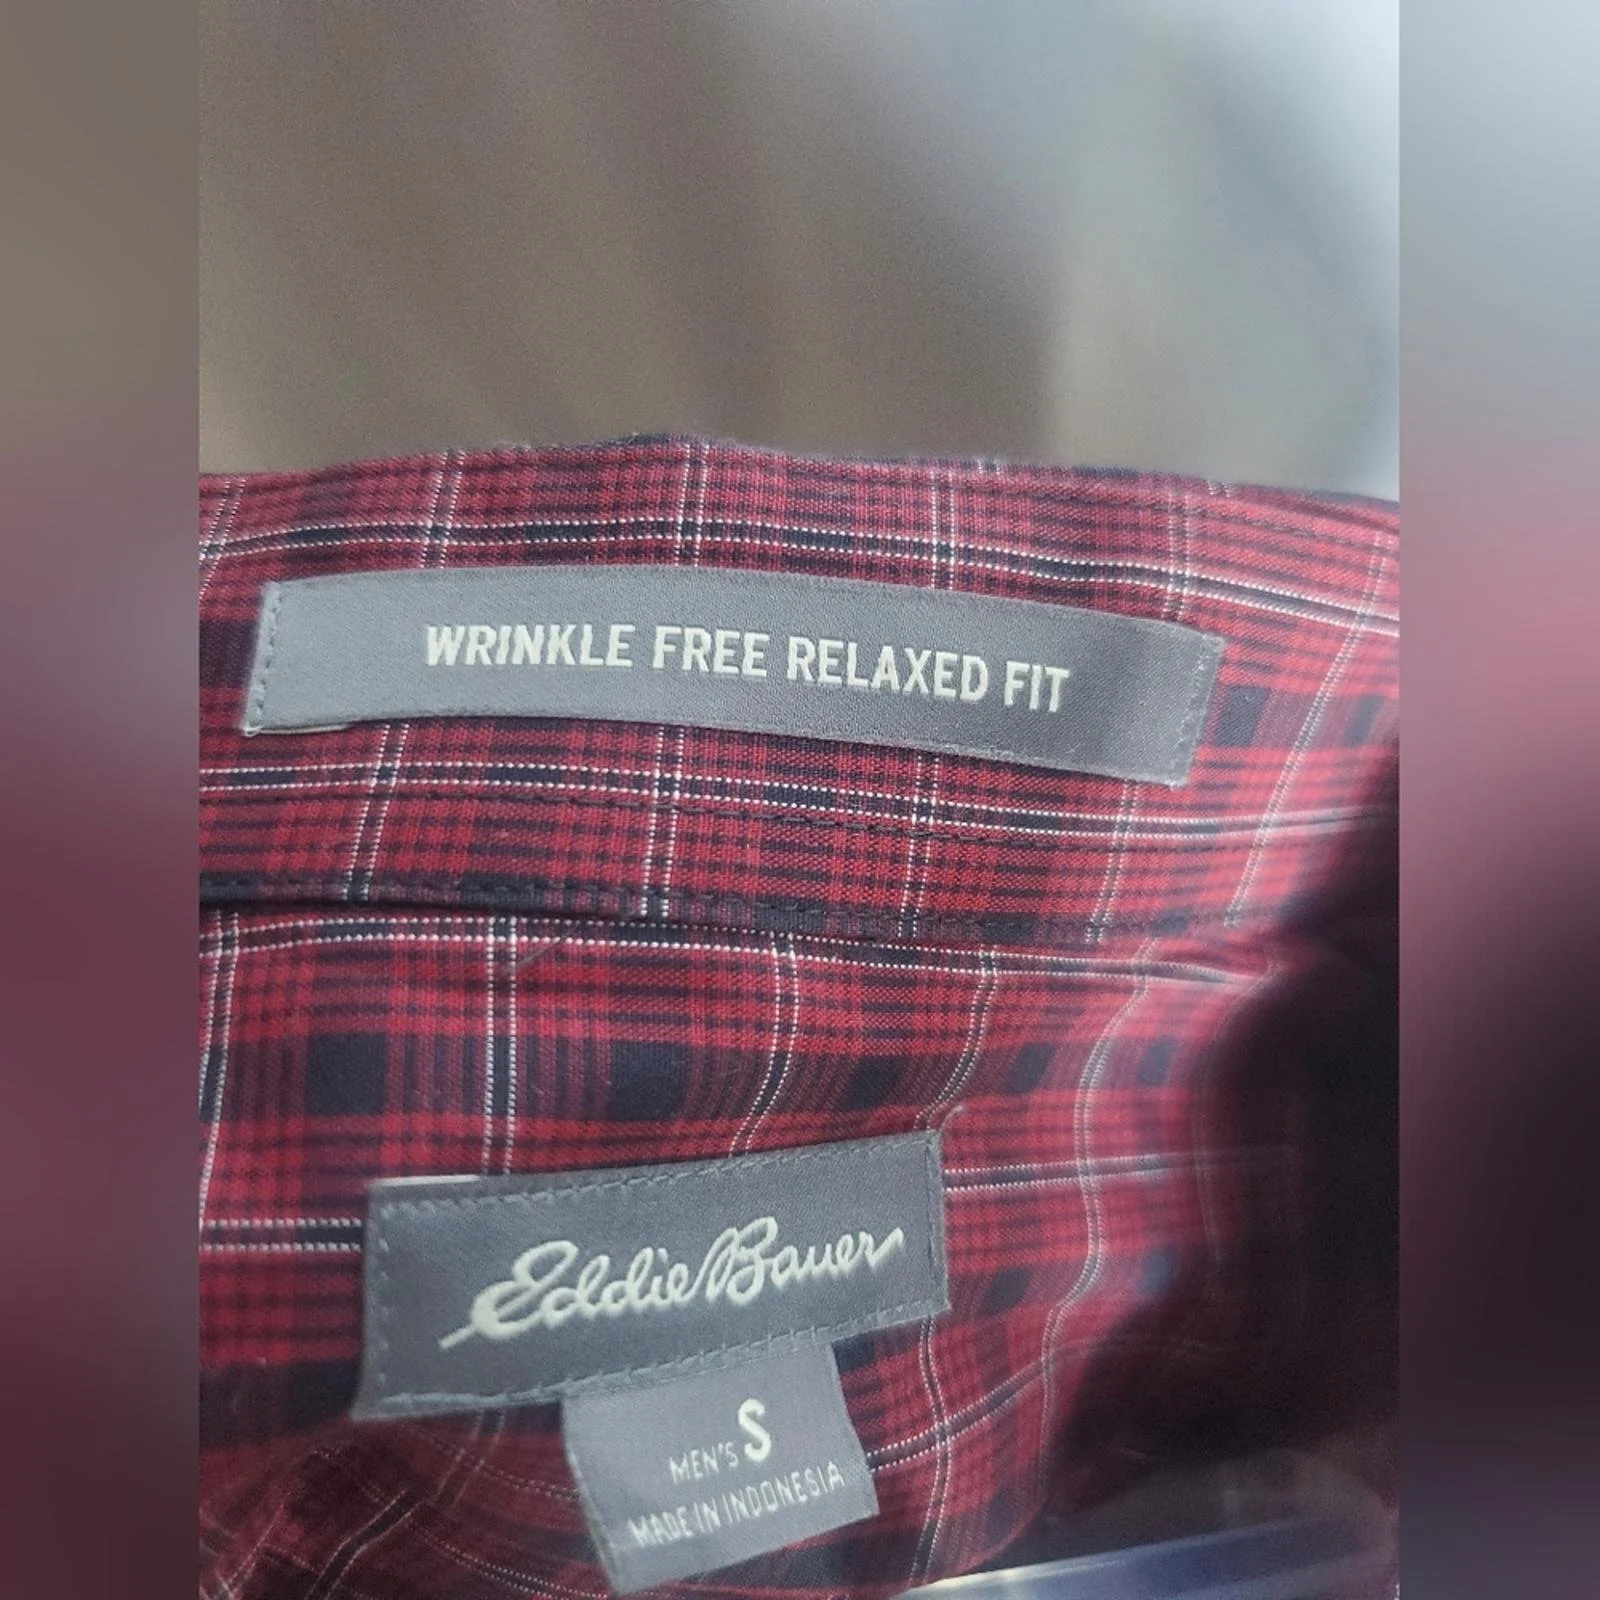 WRINKLE FREE RELAXED FIT
Eddie Bauer
MEN'S S
MADE IN INDONESIA